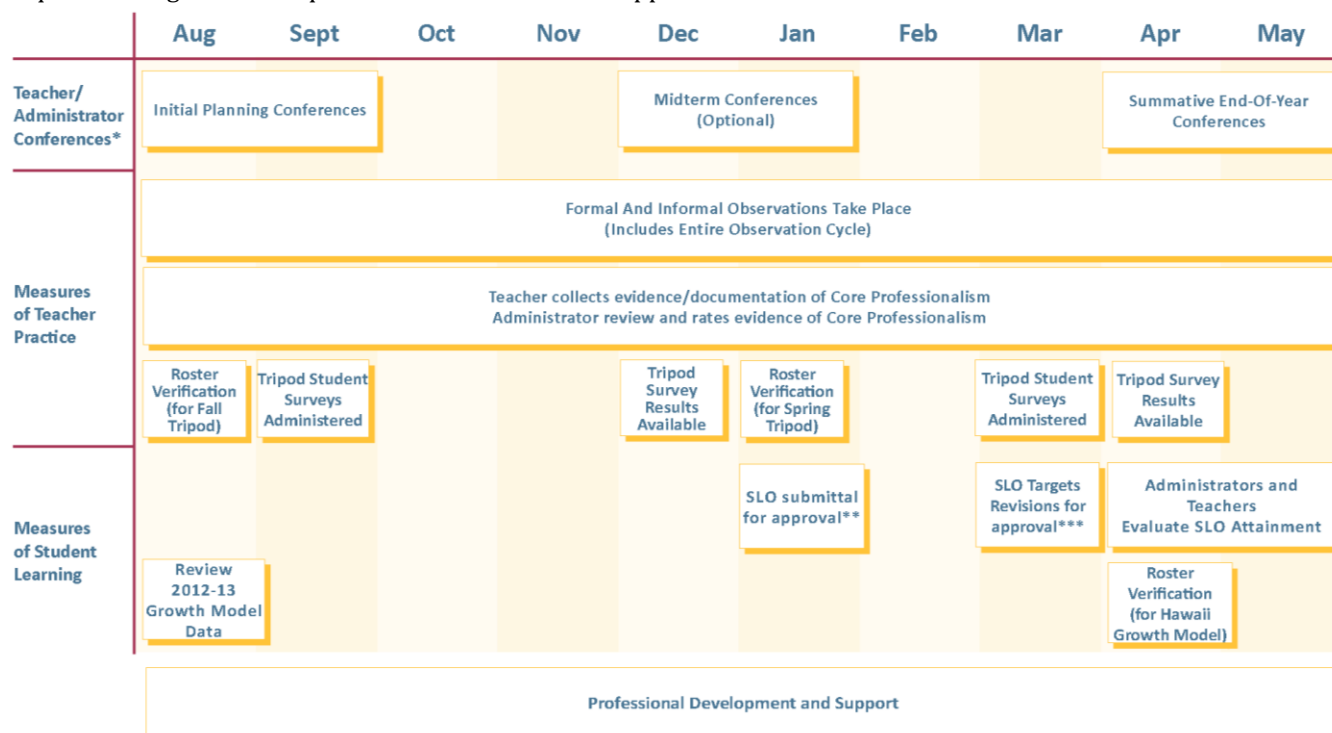 Aug Sept Oct Nov Dec Jan Feb Mar Apr May
Teacher/
Administrator
Conferences*
Initial Planning Conferences
Midterm Conferences
(Optional)
Summative End-Of-Year
Conferences
Measures
of Teacher
Practice
Formal And Informal Observations Take Place
(Includes Entire Observation Cycle)
Teacher collects evidence/documentation of Core Professionalism
Administrator review and rates evidence of Core Professionalism
Roster
Verification
(for Fall
Tripod)
Tripod Student
Surveys
Administered
Tripod
Survey
Results
Available
Roster
Verification
(for Spring
Tripod)
Tripod Student
Surveys
Administered
Tripod Survey
Results
Available
Measures
of Student
Learning
SLO submittal
for approval**
SLO Targets
Revisions for
approval***
Administrators and
Teachers
Evaluate SLO Attainment
Review
2012-13
Growth Model
Data
Roster
Verification
(for Hawaii
Growth Model)
Professional Development and Support